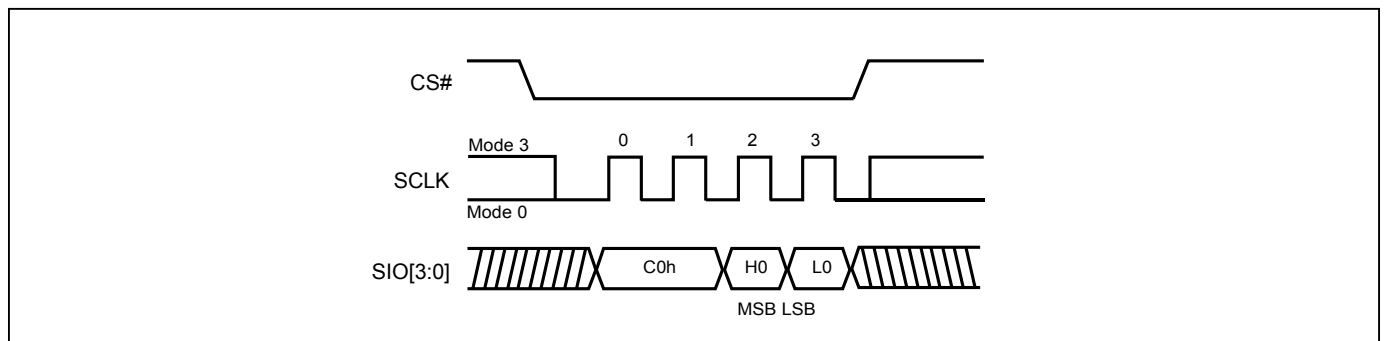 CS#
Mode 3 0 1 2 3
SCLK
Mode 0
SIO[3:0] C0h H0 L0
MSB LSB